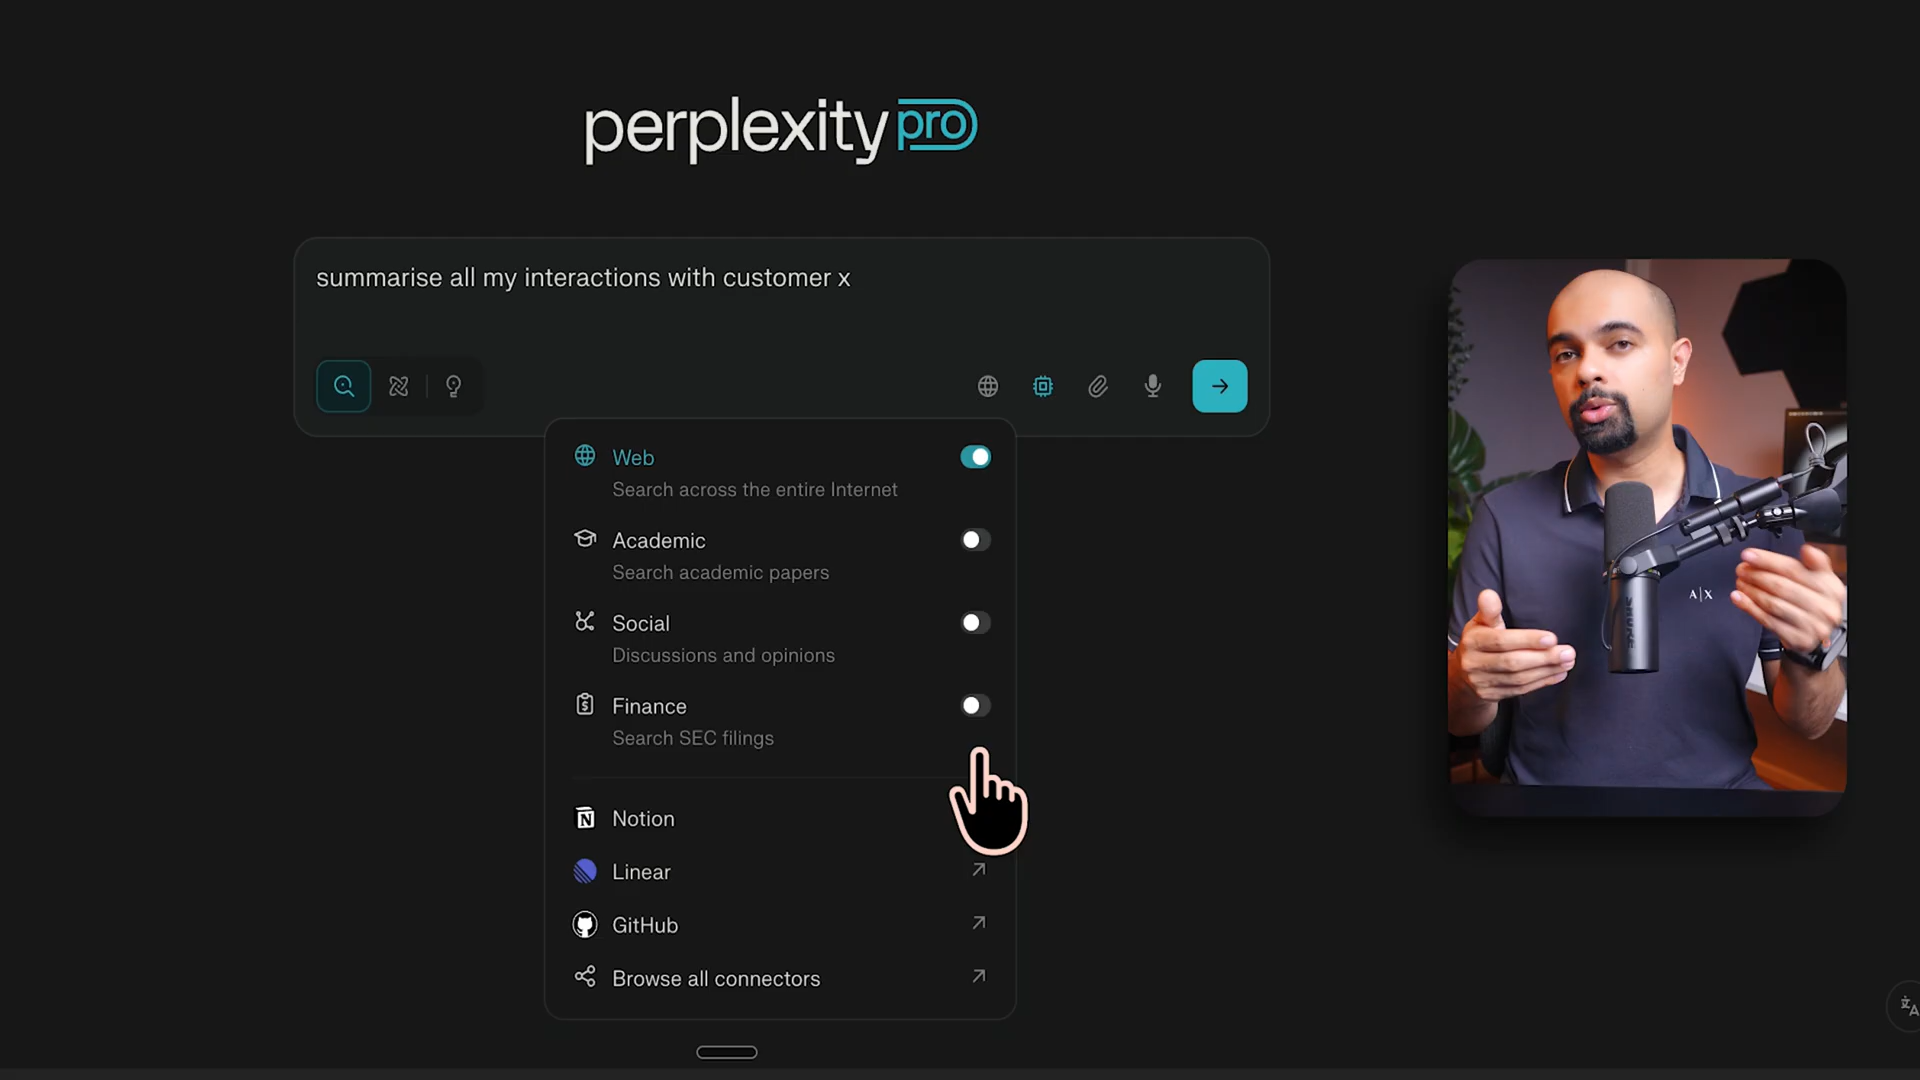 perplexity pro
summarise all my interactions with customer x
Web
Search across the entire Internet
Academic
Search academic papers
Social
Discussions and opinions
Finance
Search SEC filings
Notion
Linear
GitHub
Browse all connectors
A|X
SHURE